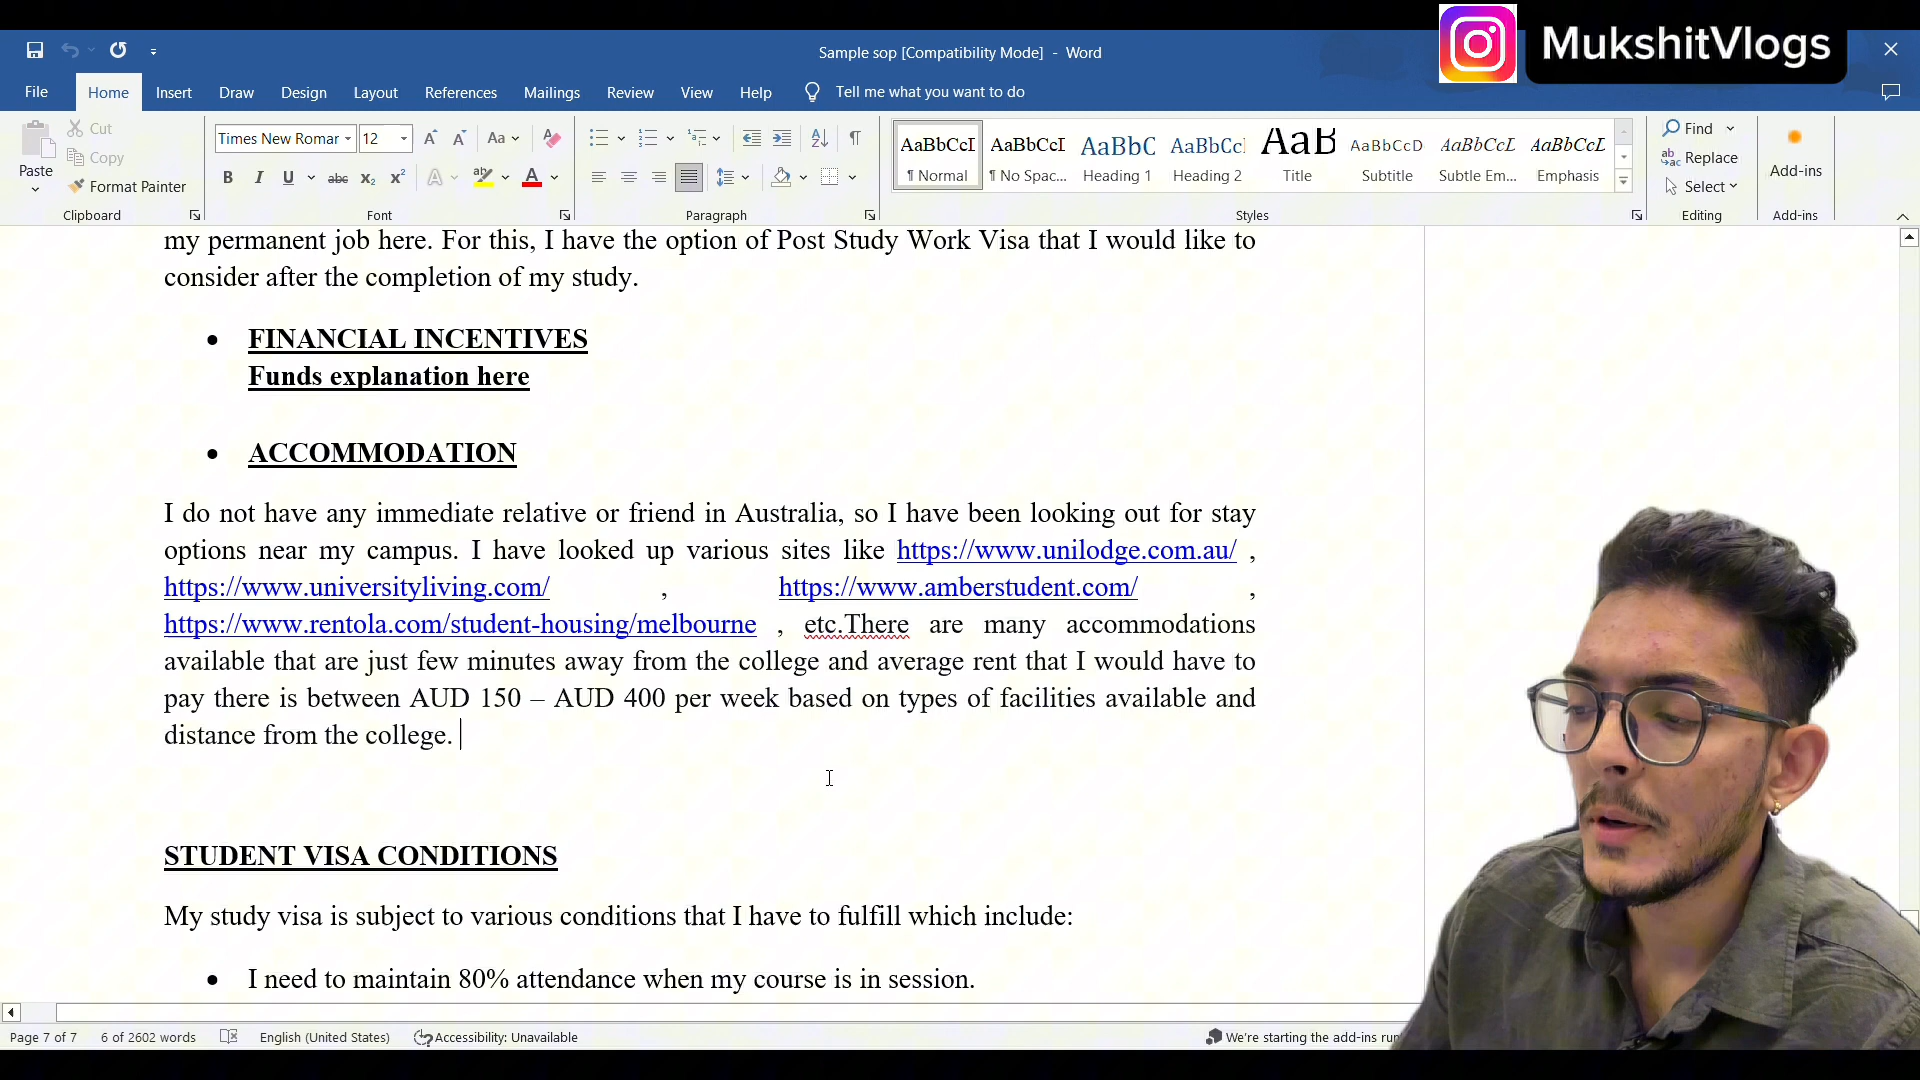 MukshitVlogs
Sample sop [Compatibility Mode] - Word
File Home Insert Draw Design Layout References Mailings Review View Help Tell me what you want to do
Paste
Cut
Copy
Format Painter
Clipboard
Times New Romar 12
Aa
B I U abc x₂ x² A ab A
Font
Paragraph
AaBbCcI AaBbCcI AaBbC AaBbCcI AaB AaBbCcD AaBbCcL AaBbCcL
¶ Normal ¶ No Spac... Heading 1 Heading 2 Title Subtitle Subtle Em... Emphasis
Styles
Find
Replace
Select
Editing
Add-ins
Add-ins
my permanent job here. For this, I have the option of Post Study Work Visa that I would like to
consider after the completion of my study.
• FINANCIAL INCENTIVES
Funds explanation here
• ACCOMMODATION
I do not have any immediate relative or friend in Australia, so I have been looking out for stay
options near my campus. I have looked up various sites like https://www.unilodge.com.au/ ,
https://www.universityliving.com/ , https://www.amberstudent.com/ ,
https://www.rentola.com/student-housing/melbourne , etc.There are many accommodations
available that are just few minutes away from the college and average rent that I would have to
pay there is between AUD 150 – AUD 400 per week based on types of facilities available and
distance from the college.
STUDENT VISA CONDITIONS
My study visa is subject to various conditions that I have to fulfill which include:
• I need to maintain 80% attendance when my course is in session.
Page 7 of 7 6 of 2602 words English (United States) Accessibility: Unavailable We're starting the add-ins run